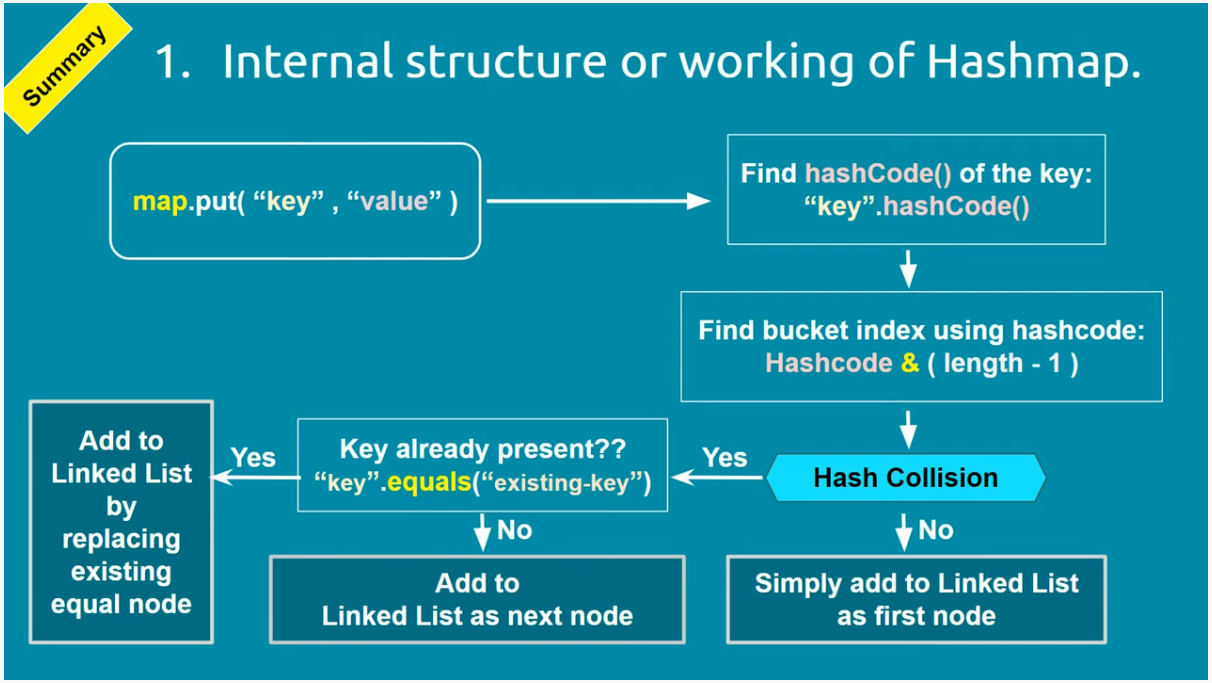 Summary
1. Internal structure or working of Hashmap.
map.put( “key” , “value” )
Find hashCode() of the key:
“key”.hashCode()
Find bucket index using hashcode:
Hashcode & ( length - 1 )
Hash Collision
Yes
No
Key already present??
“key”.equals(“existing-key”)
Yes
No
Add to
Linked List
by
replacing
existing
equal node
Add to
Linked List as next node
Simply add to Linked List
as first node